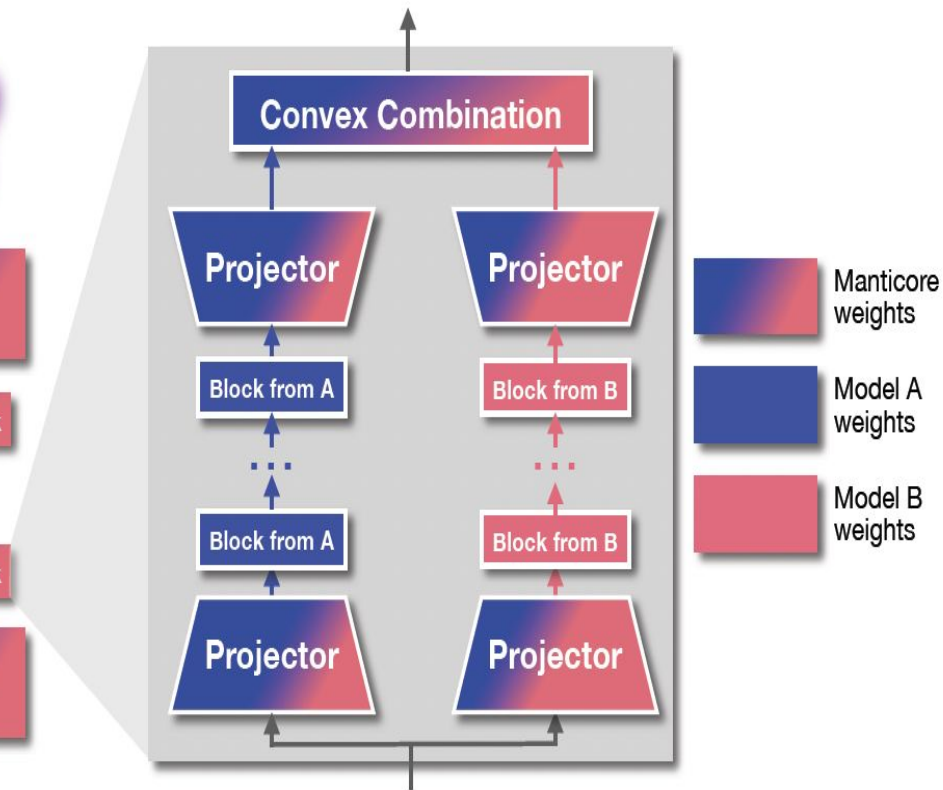 Convex Combination
Projector
Projector
Block from A
Block from B
...
...
Block from A
Block from B
Projector
Projector
Manticore
weights
Model A
weights
Model B
weights